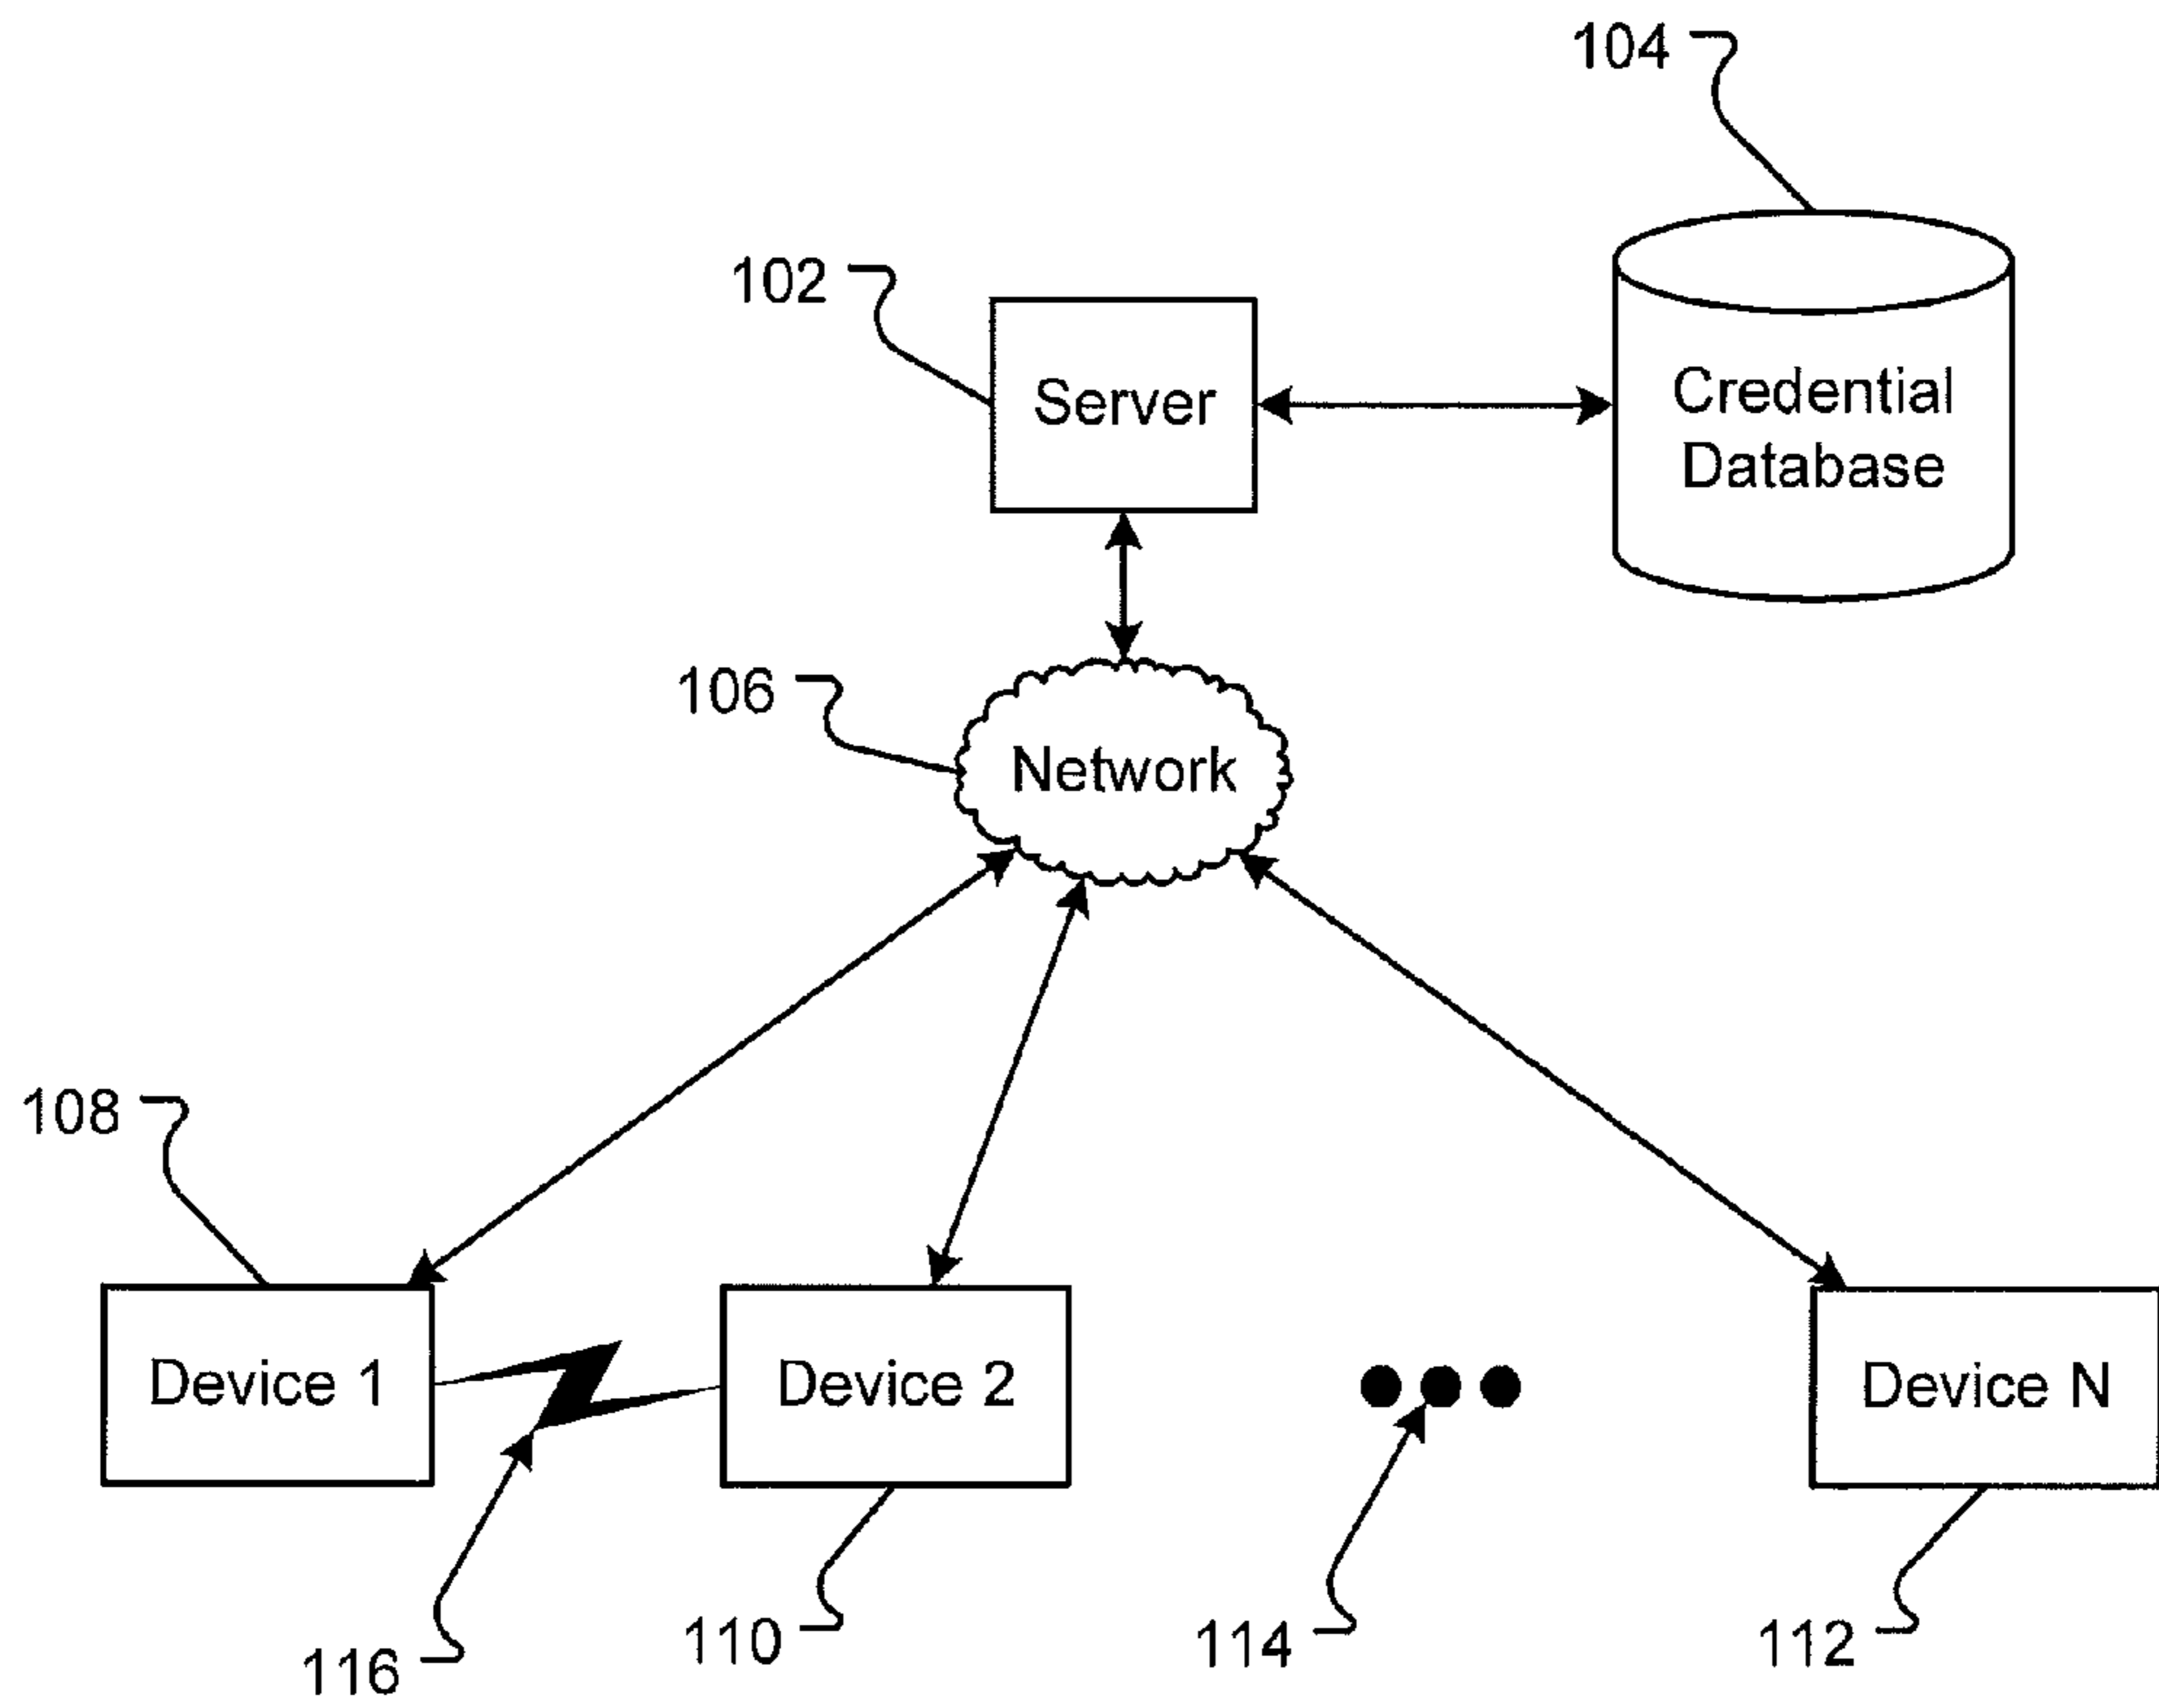 104
102
Server
Credential
Database
106
Network
108
Device 1
Device 2
Device N
116
110
114
112